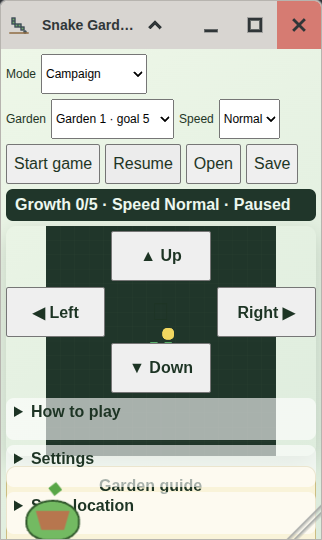 Snake Gard...
Mode Campaign
Garden Garden 1 · goal 5 Speed Normal
Start game Resume Open Save
Growth 0/5 · Speed Normal · Paused
▲ Up
◀ Left Right ▶
▼ Down
▶ How to play
▶ Settings
Garden guide
location